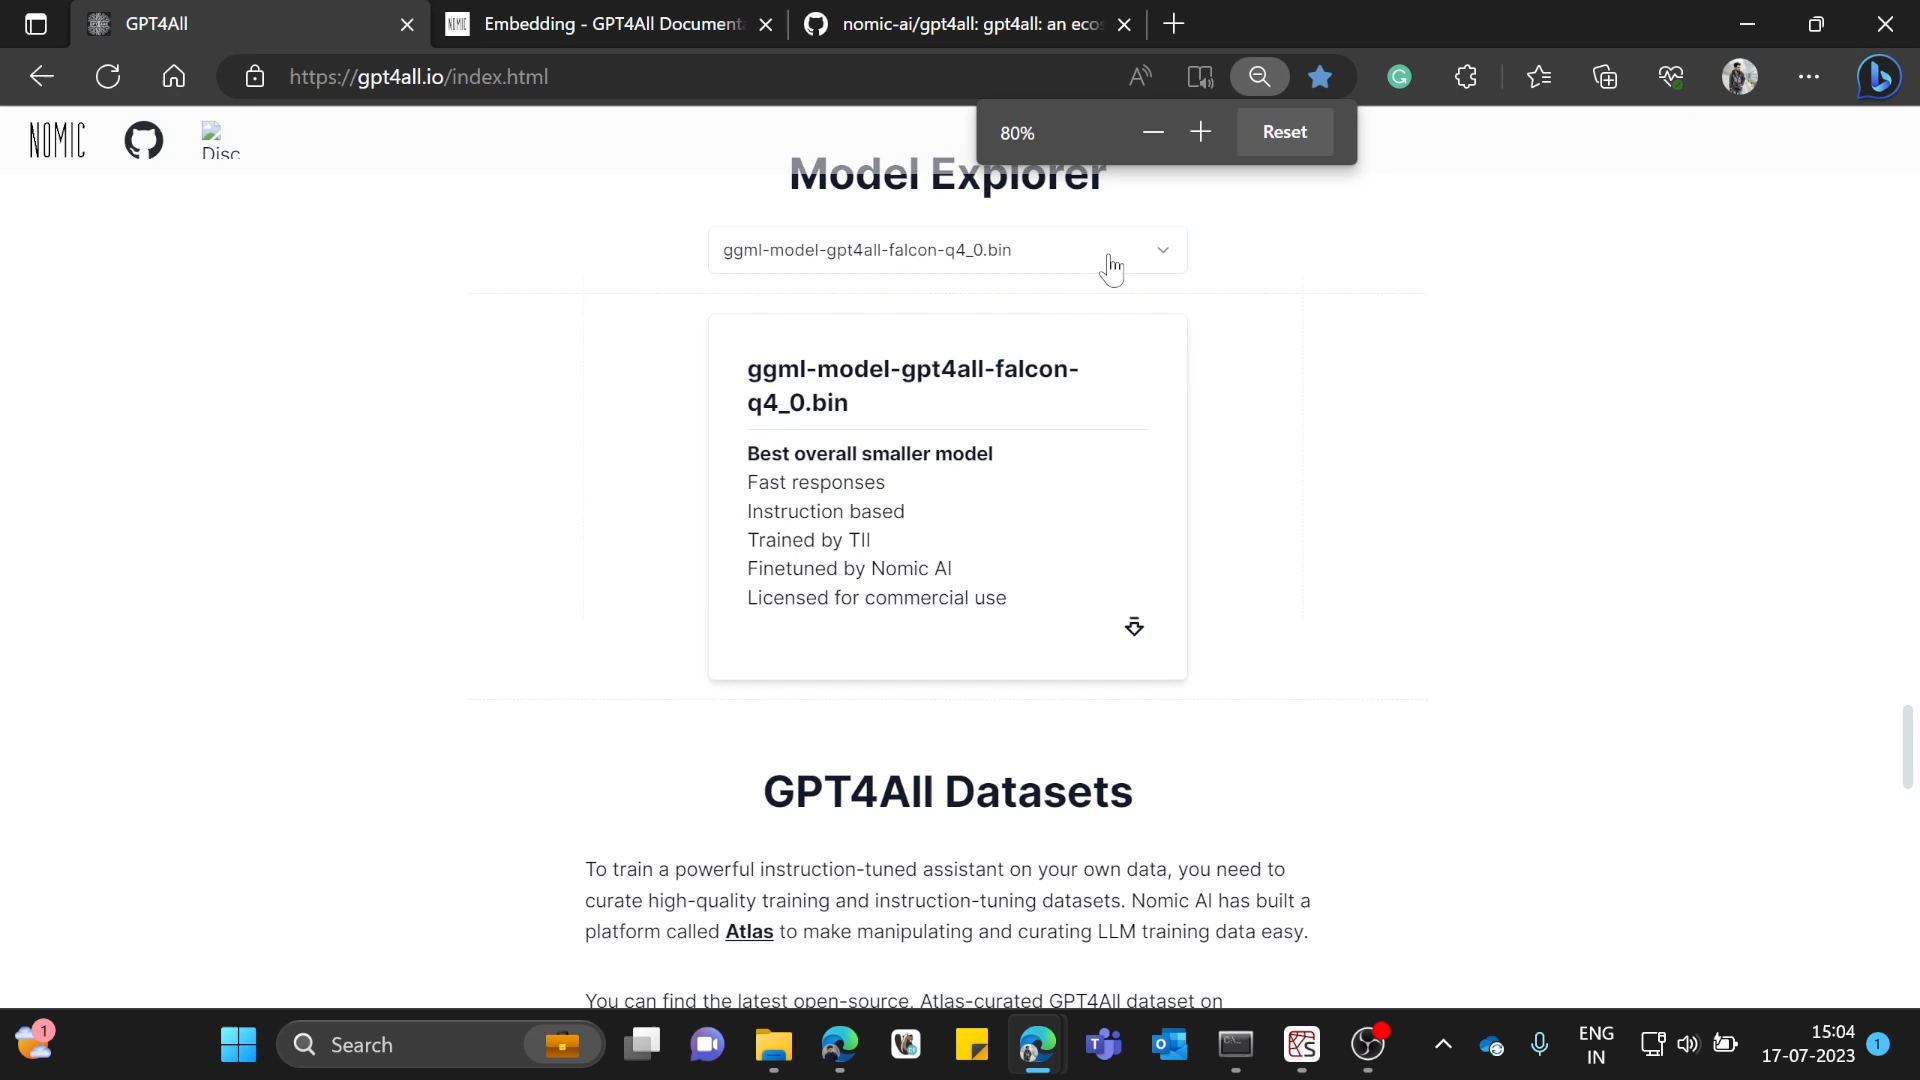 GPT4All
Embedding - GPT4All Documenta
nomic-ai/gpt4all: gpt4all: an ecos
https://gpt4all.io/index.html
80%
Reset
NOMIC
Disc
Model Explorer
ggml-model-gpt4all-falcon-q4_0.bin
ggml-model-gpt4all-falcon-
q4_0.bin
Best overall smaller model
Fast responses
Instruction based
Trained by TII
Finetuned by Nomic AI
Licensed for commercial use
GPT4All Datasets
To train a powerful instruction-tuned assistant on your own data, you need to
curate high-quality training and instruction-tuning datasets. Nomic AI has built a
platform called Atlas to make manipulating and curating LLM training data easy.
You can find the latest open-source, Atlas-curated GPT4All dataset on
1
Search
ENG
IN
15:04
17-07-2023
1